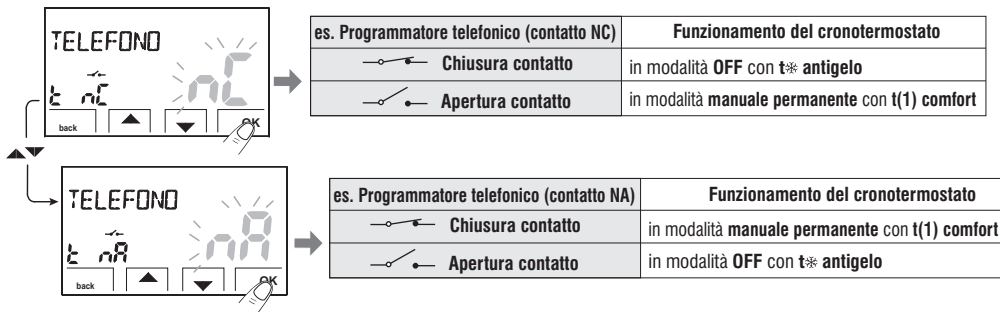 TELEFONO
nC
t nC
back
OK
es. Programmatore telefonico (contatto NC) Funzionamento del cronotermostato
Chiusura contatto in modalità OFF con t❄ antigelo
Apertura contatto in modalità manuale permanente con t(1) comfort
TELEFONO
nA
t nA
back
OK
es. Programmatore telefonico (contatto NA) Funzionamento del cronotermostato
Chiusura contatto in modalità manuale permanente con t(1) comfort
Apertura contatto in modalità OFF con t❄ antigelo